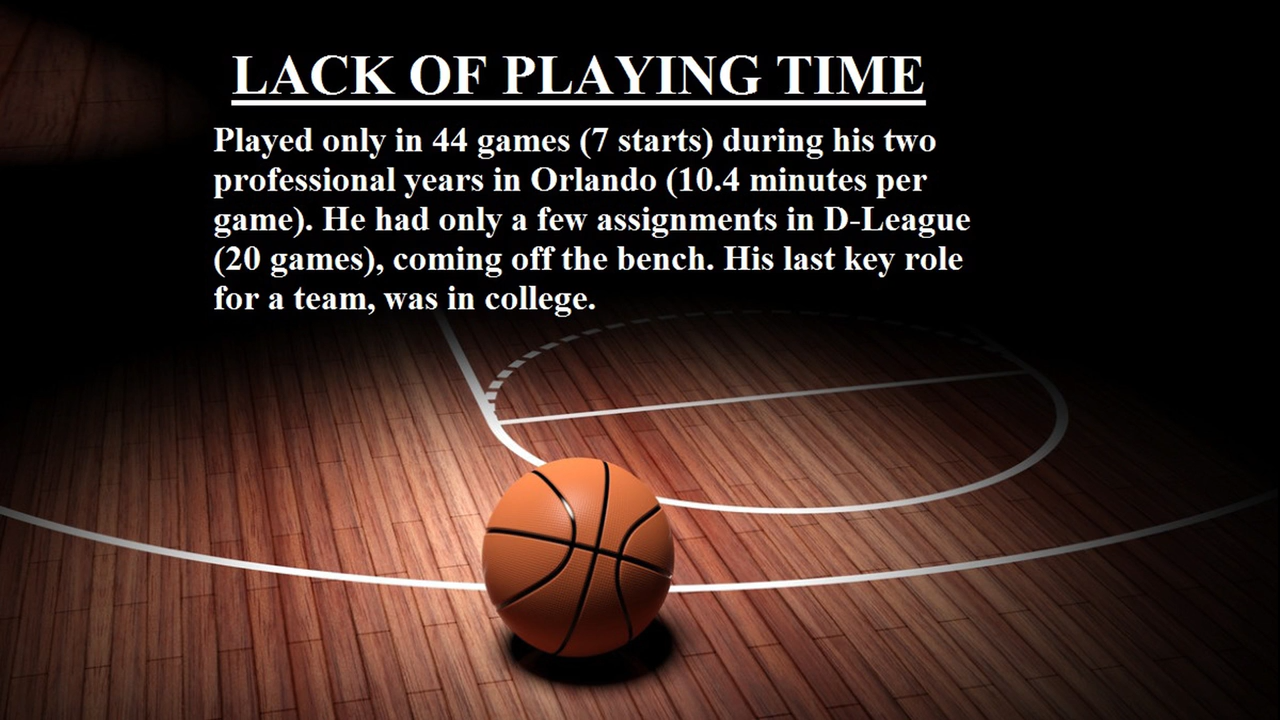 LACK OF PLAYING TIME
Played only in 44 games (7 starts) during his two
professional years in Orlando (10.4 minutes per
game). He had only a few assignments in D-League
(20 games), coming off the bench. His last key role
for a team, was in college.